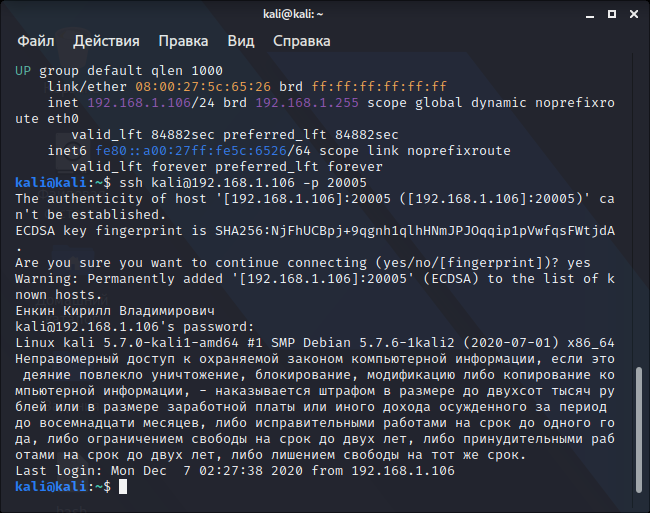 kali@kali: ~
Файл Действия Правка Вид Справка
UP group default qlen 1000
link/ether 08:00:27:5c:65:26 brd ff:ff:ff:ff:ff:ff
inet 192.168.1.106/24 brd 192.168.1.255 scope global dynamic noprefixro
ute eth0
valid_lft 84882sec preferred_lft 84882sec
inet6 fe80::a00:27ff:fe5c:6526/64 scope link noprefixroute
valid_lft forever preferred_lft forever
kali@kali:~$ ssh kali@192.168.1.106 -p 20005
The authenticity of host '[192.168.1.106]:20005 ([192.168.1.106]:20005)' ca
n't be established.
ECDSA key fingerprint is SHA256:NjFhUCBpj+9qgnh1qlhHNmJPJOqqip1pVwfqsFWtjdA
.
Are you sure you want to continue connecting (yes/no/[fingerprint])? yes
Warning: Permanently added '[192.168.1.106]:20005' (ECDSA) to the list of k
nown hosts.
Енкин Кирилл Владимирович
kali@192.168.1.106's password:
Linux kali 5.7.0-kali1-amd64 #1 SMP Debian 5.7.6-1kali2 (2020-07-01) x86_64
Неправомерный доступ к охраняемой законом компьютерной информации, если это
деяние повлекло уничтожение, блокирование, модификацию либо копирование ко
мпьютерной информации, - наказывается штрафом в размере до двухсот тысяч ру
блей или в размере заработной платы или иного дохода осужденного за период
до восемнадцати месяцев, либо исправительными работами на срок до одного го
да, либо ограничением свободы на срок до двух лет, либо принудительными раб
отами на срок до двух лет, либо лишением свободы на тот же срок.
Last login: Mon Dec  7 02:27:38 2020 from 192.168.1.106
kali@kali:~$